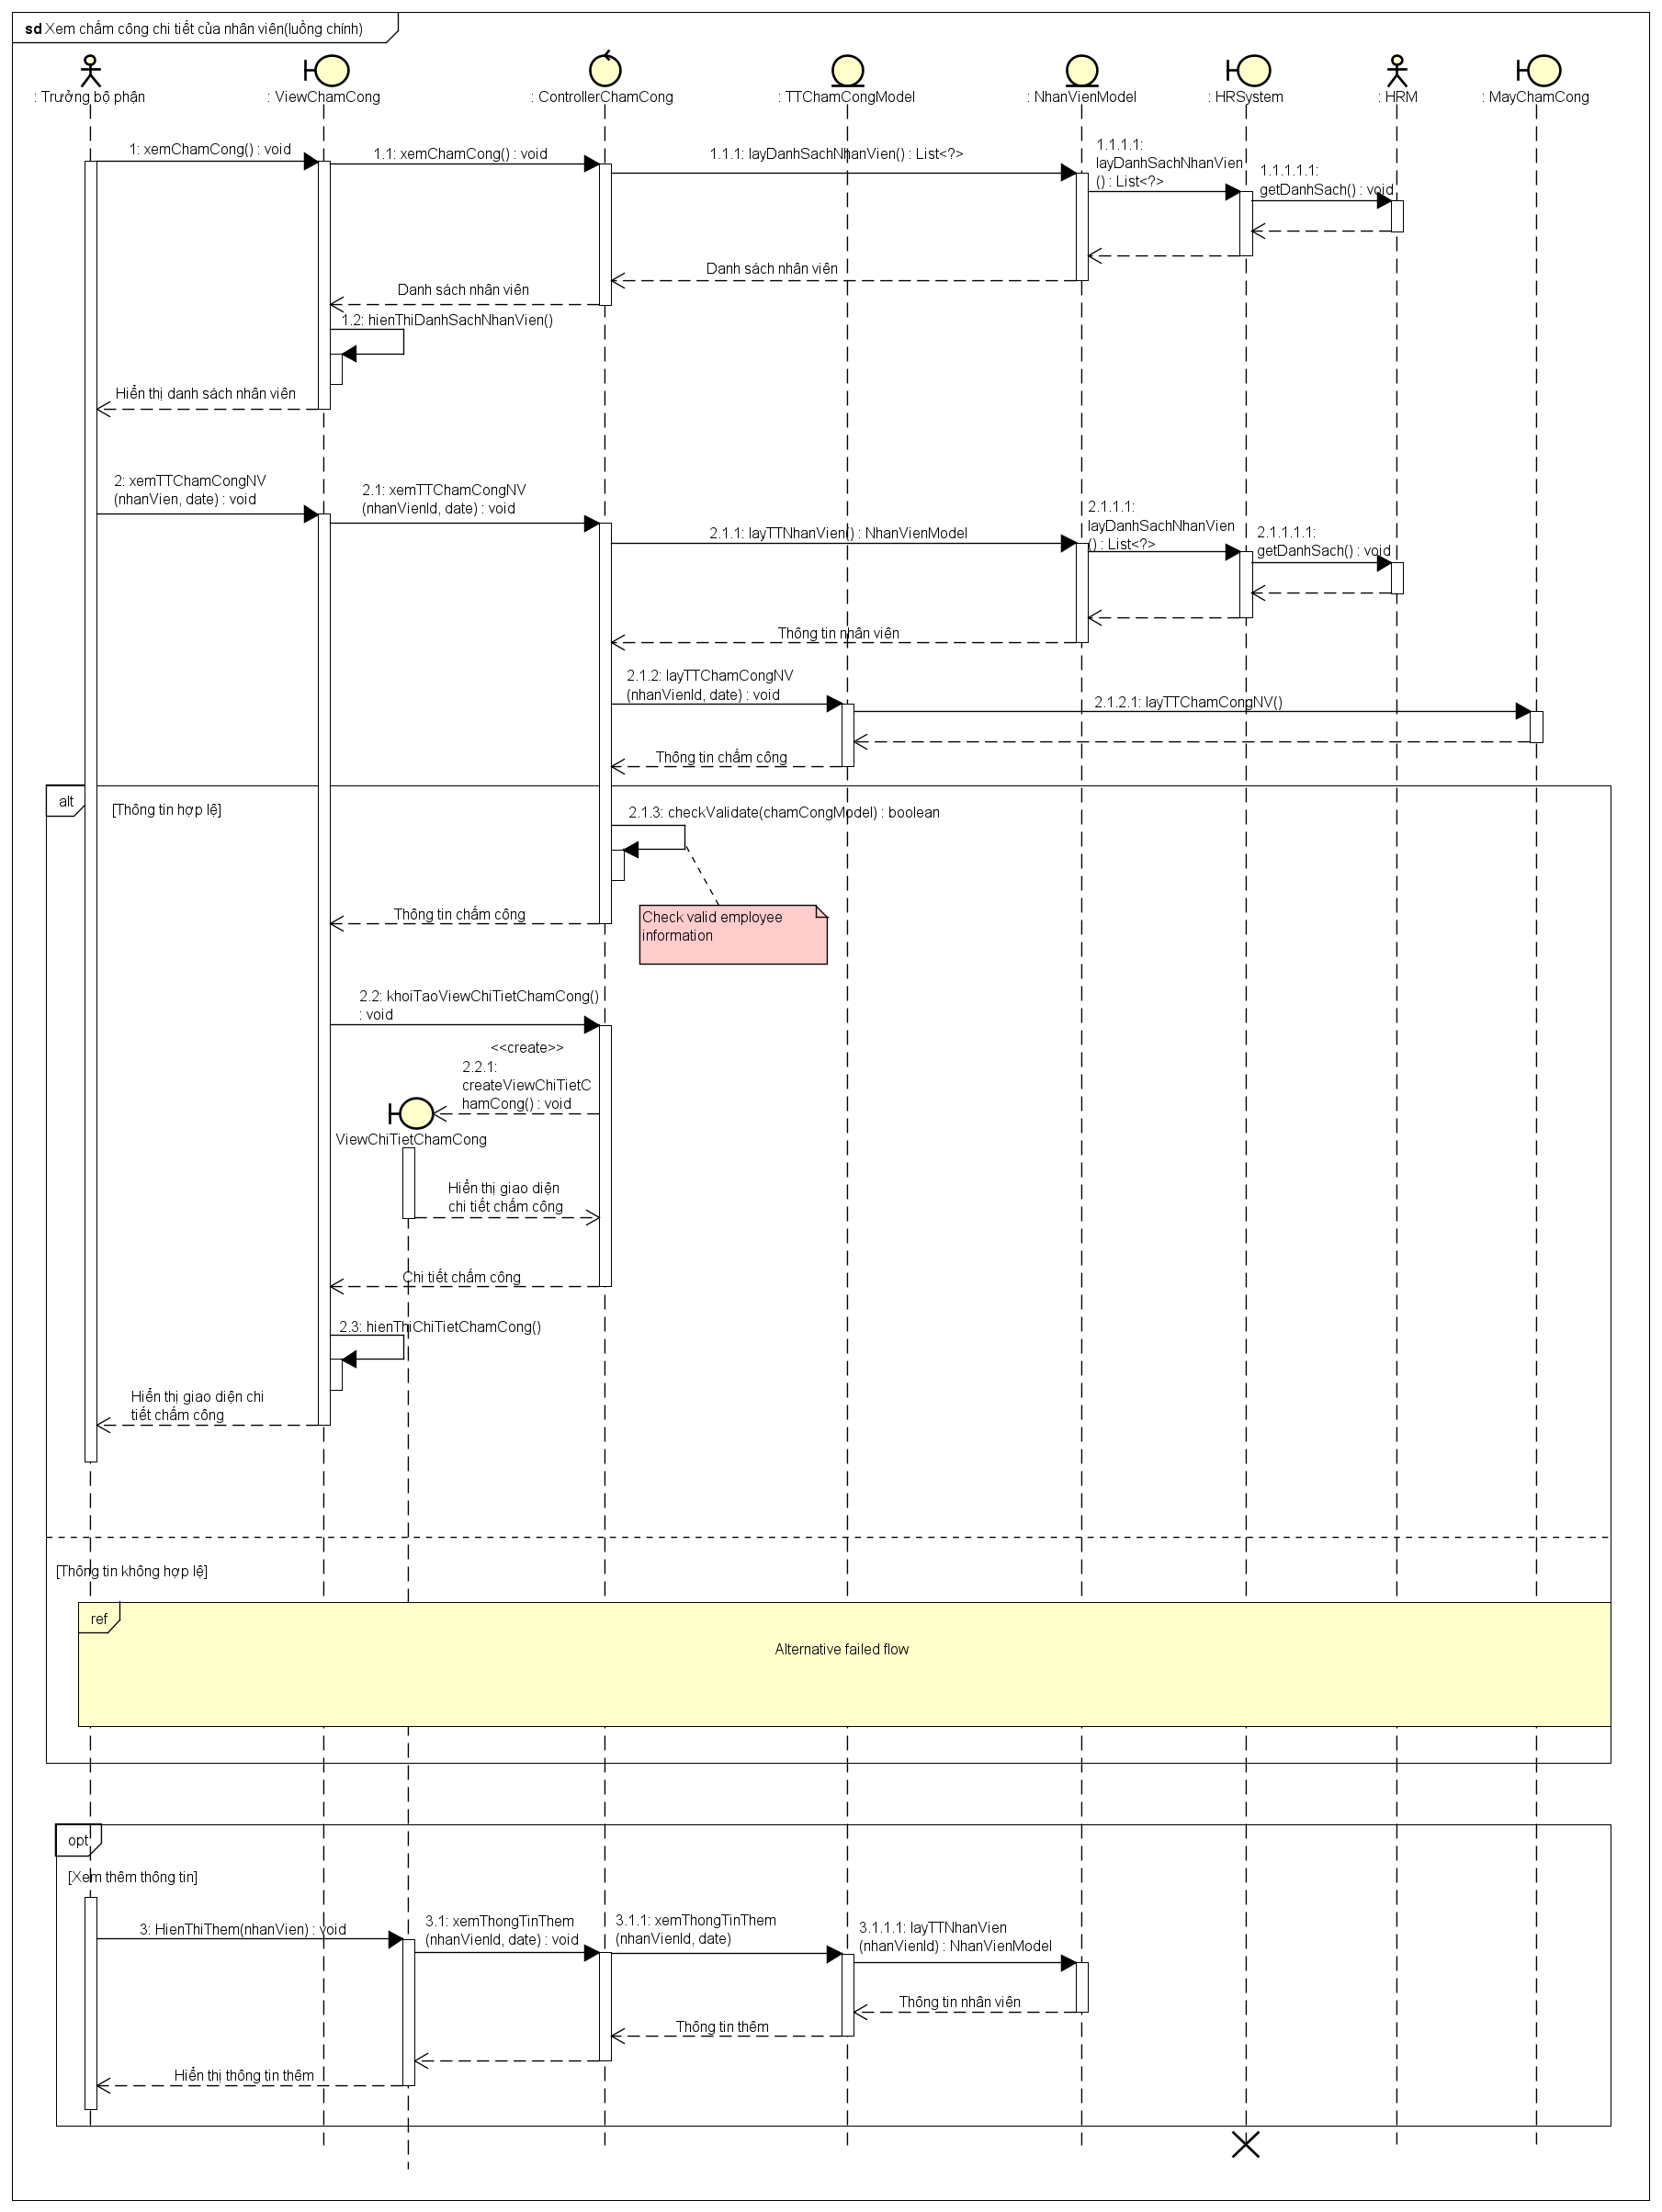 sd Xem chấm công chi tiết của nhân viên(luồng chính)
: Trưởng bộ phận
: ViewChamCong
: ControllerChamCong
: TTChamCongModel
: NhanVienModel
: HRSystem
: HRM
: MayChamCong
1: xemChamCong() : void
1.1: xemChamCong() : void
1.1.1: layDanhSachNhanVien() : List<?>
1.1.1.1:
layDanhSachNhanVien
() : List<?>
1.1.1.1.1:
getDanhSach() : void
Danh sách nhân viên
Danh sách nhân viên
1.2: hienThiDanhSachNhanVien()
Hiển thị danh sách nhân viên
2: xemTTChamCongNV
(nhanVien, date) : void
2.1: xemTTChamCongNV
(nhanVienId, date) : void
2.1.1: layTTNhanVien() : NhanVienModel
2.1.1.1:
layDanhSachNhanVien
() : List<?>
2.1.1.1.1:
getDanhSach() : void
Thông tin nhân viên
2.1.2: layTTChamCongNV
(nhanVienId, date) : void
2.1.2.1: layTTChamCongNV()
Thông tin chấm công
alt
[Thông tin hợp lệ]
2.1.3: checkValidate(chamCongModel) : boolean
Thông tin chấm công
Check valid employee
information
2.2: khoiTaoViewChiTietChamCong()
: void
<<create>>
2.2.1:
createViewChiTietC
hamCong() : void
ViewChiTietChamCong
Hiển thị giao diện
chi tiết chấm công
Chi tiết chấm công
2.3: hienThiChiTietChamCong()
Hiển thị giao diện chi
tiết chấm công
[Thông tin không hợp lệ]
ref
Alternative failed flow
opt
[Xem thêm thông tin]
3: HienThiThem(nhanVien) : void
3.1: xemThongTinThem
(nhanVienId, date) : void
3.1.1: xemThongTinThem
(nhanVienId, date)
3.1.1.1: layTTNhanVien
(nhanVienId) : NhanVienModel
Thông tin nhân viên
Thông tin thêm
Hiển thị thông tin thêm